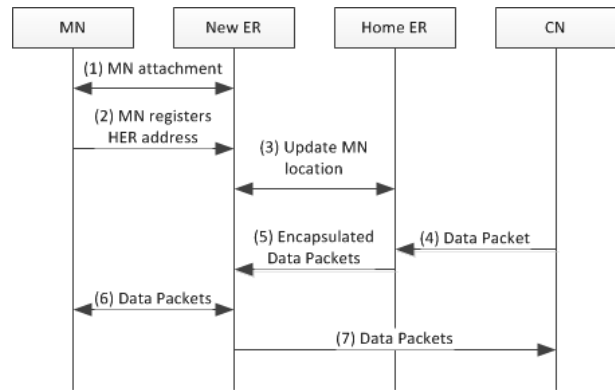 MN
New ER
Home ER
CN
(1) MN attachment
(2) MN registers
HER address
(3) Update MN
location
(4) Data Packet
(5) Encapsulated
Data Packets
(6) Data Packets
(7) Data Packets